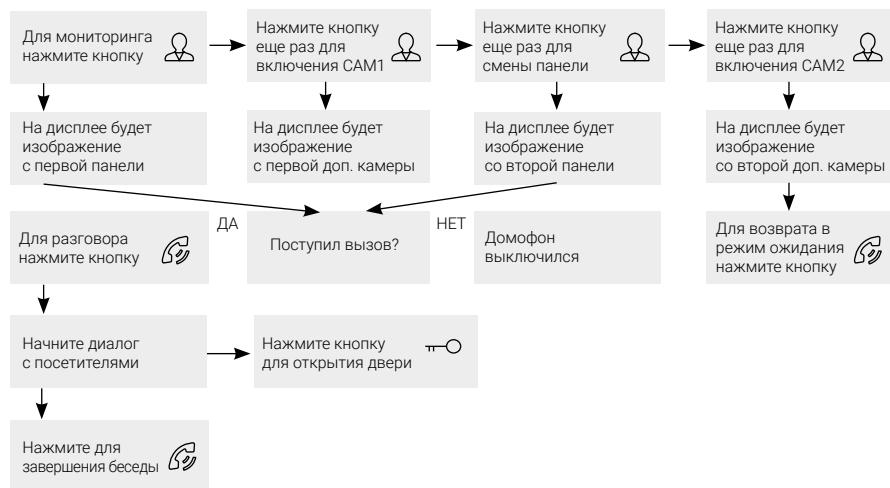 Для мониторинга
нажмите кнопку
Нажмите кнопку
еще раз для
включения CAM1
Нажмите кнопку
еще раз для
смены панели
Нажмите кнопку
еще раз для
включения CAM2
На дисплее будет
изображение
с первой панели
На дисплее будет
изображение
с первой доп. камеры
На дисплее будет
изображение
со второй панели
На дисплее будет
изображение
со второй доп. камеры
Для разговора
нажмите кнопку
ДА
Поступил вызов?
НЕТ
Домофон
выключился
Для возврата в
режим ожидания
нажмите кнопку
Начните диалог
с посетителями
Нажмите кнопку
для открытия двери
Нажмите для
завершения беседы